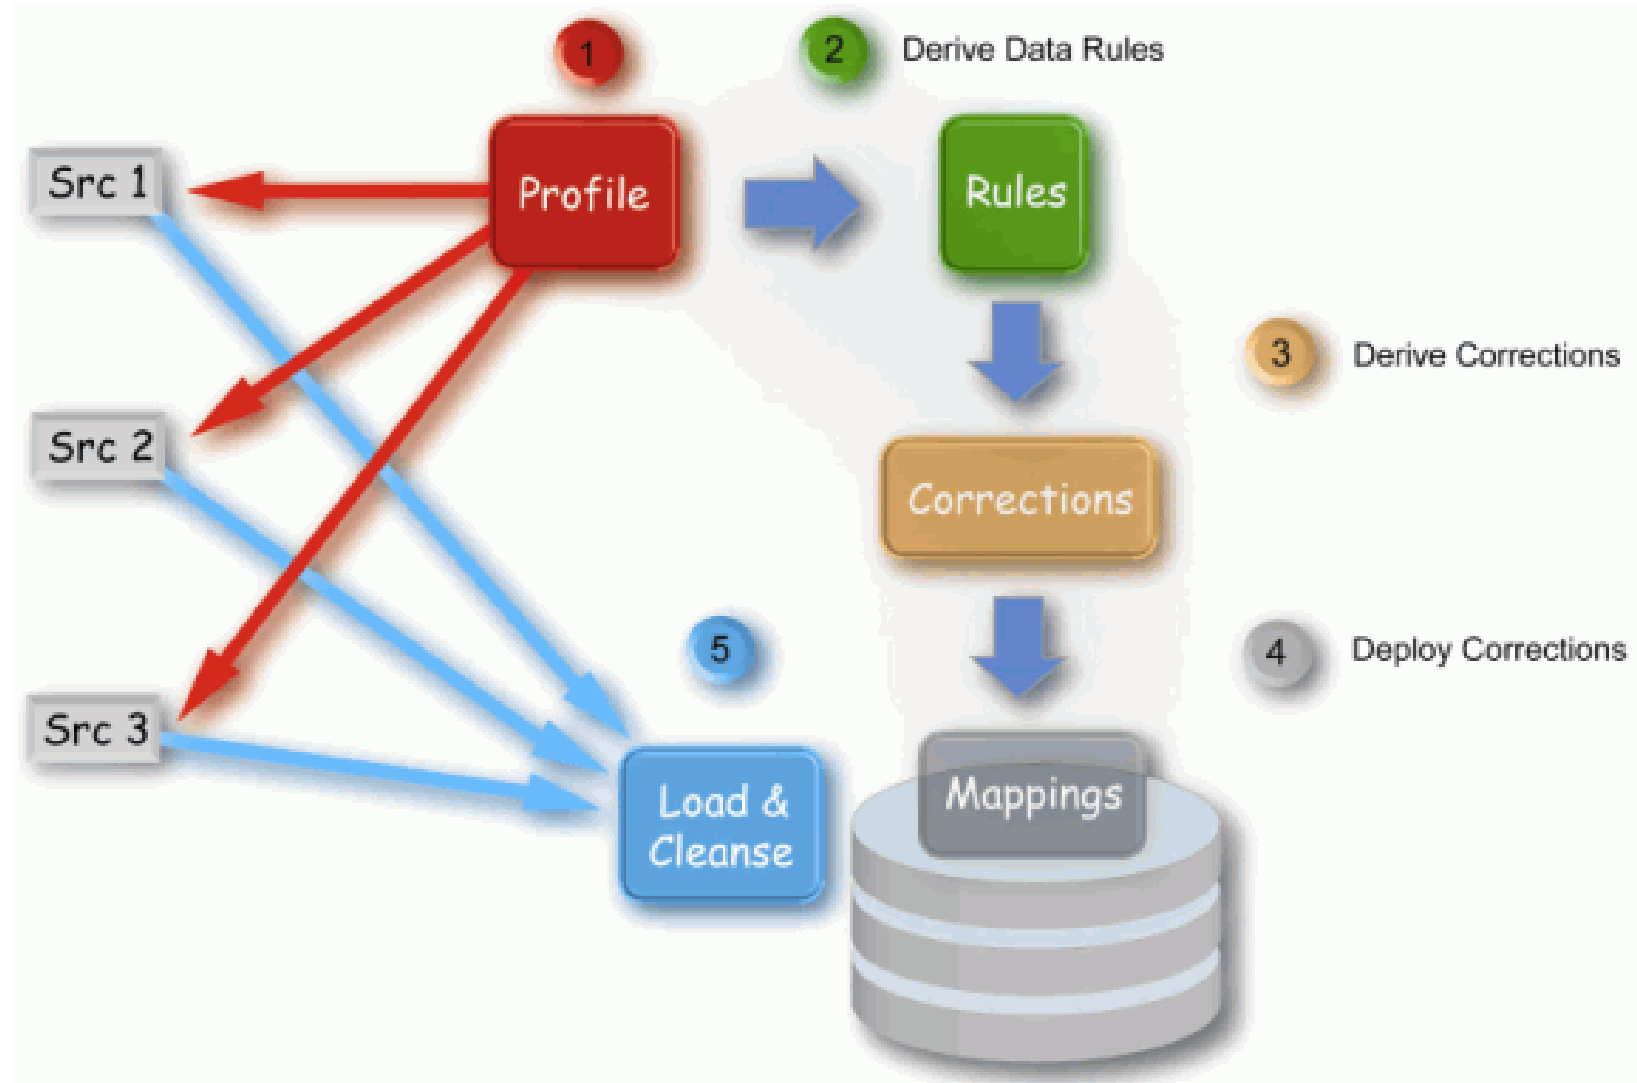 1
2
Derive Data Rules
Src 1
Profile
Rules
3
Derive Corrections
Src 2
Corrections
5
4
Deploy Corrections
Src 3
Load &
Cleanse
Mappings